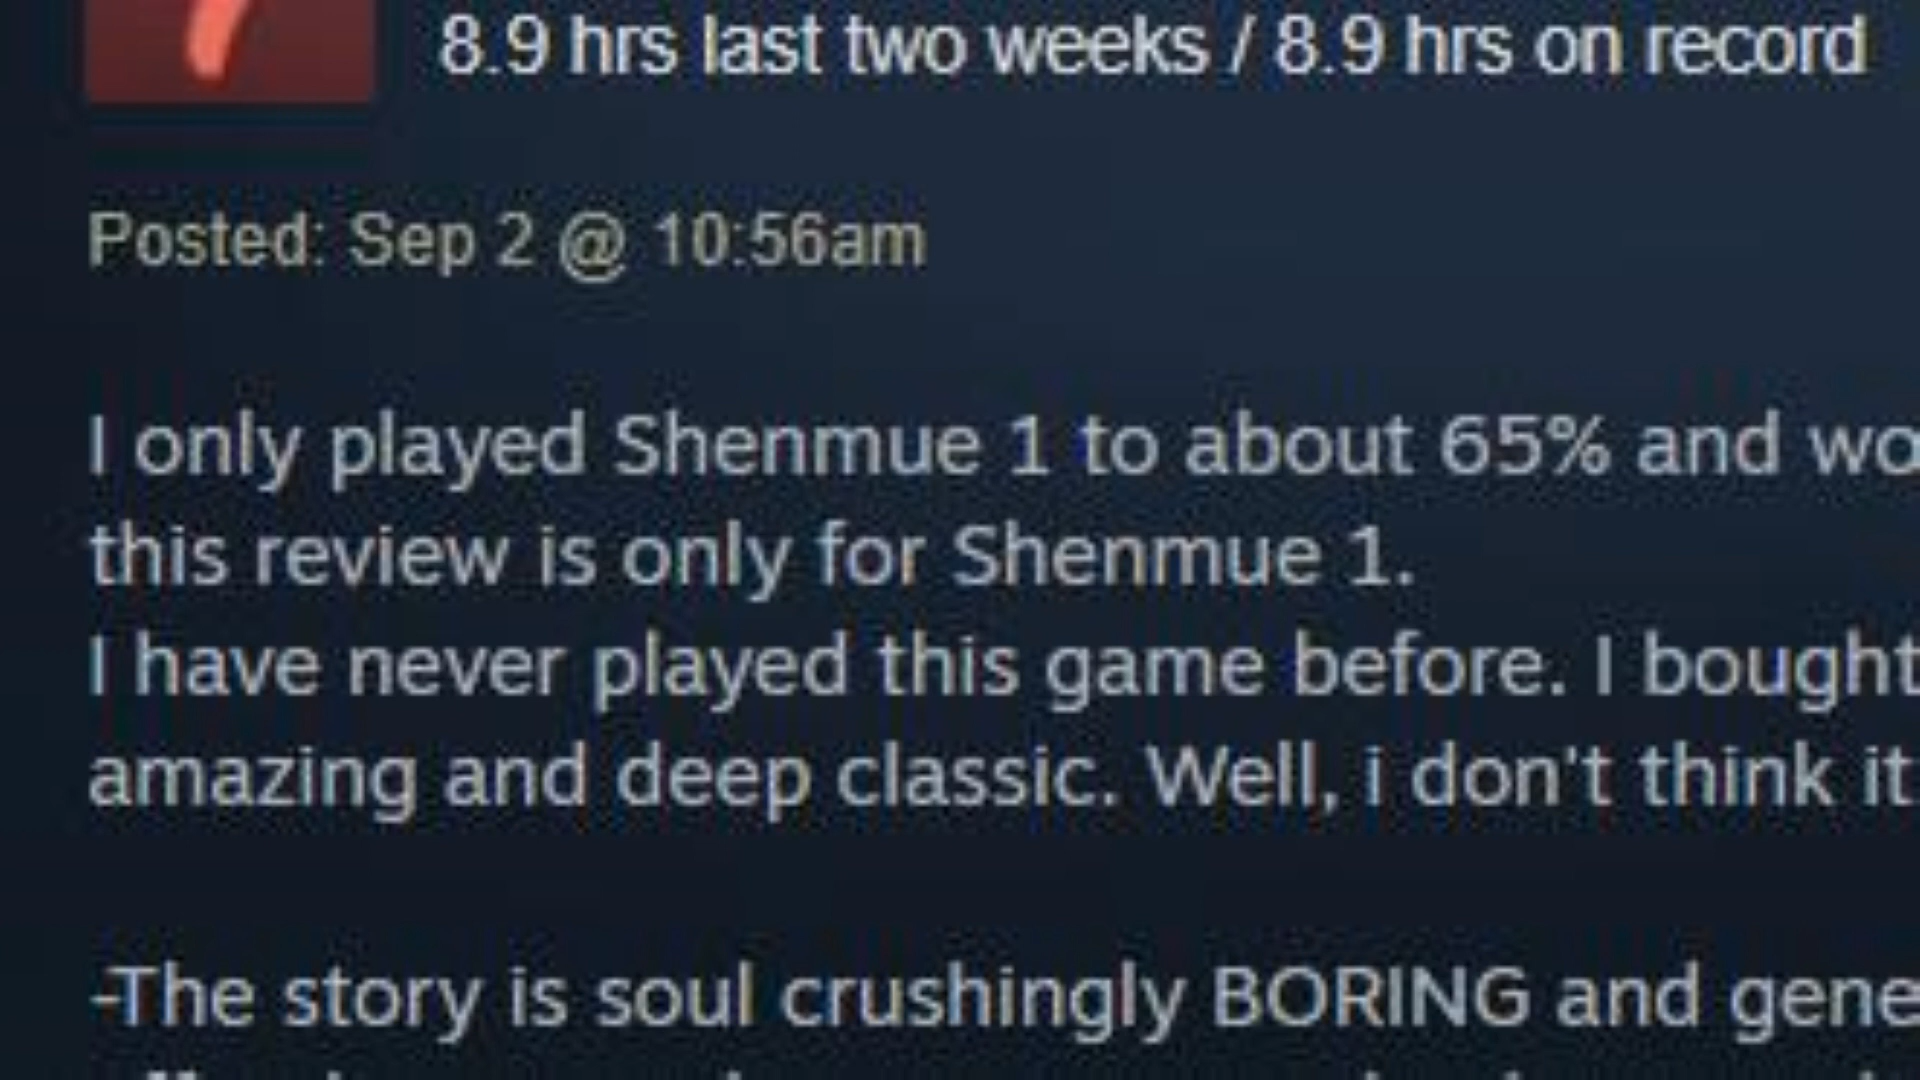 8.9 hrs last two weeks / 8.9 hrs on record
Posted: Sep 2 @ 10:56am
I only played Shenmue 1 to about 65% and
this review is only for Shenmue 1.
I have never played this game before. I bought
amazing and deep classic. Well, i don't think it
-The story is soul crushingly BORING and